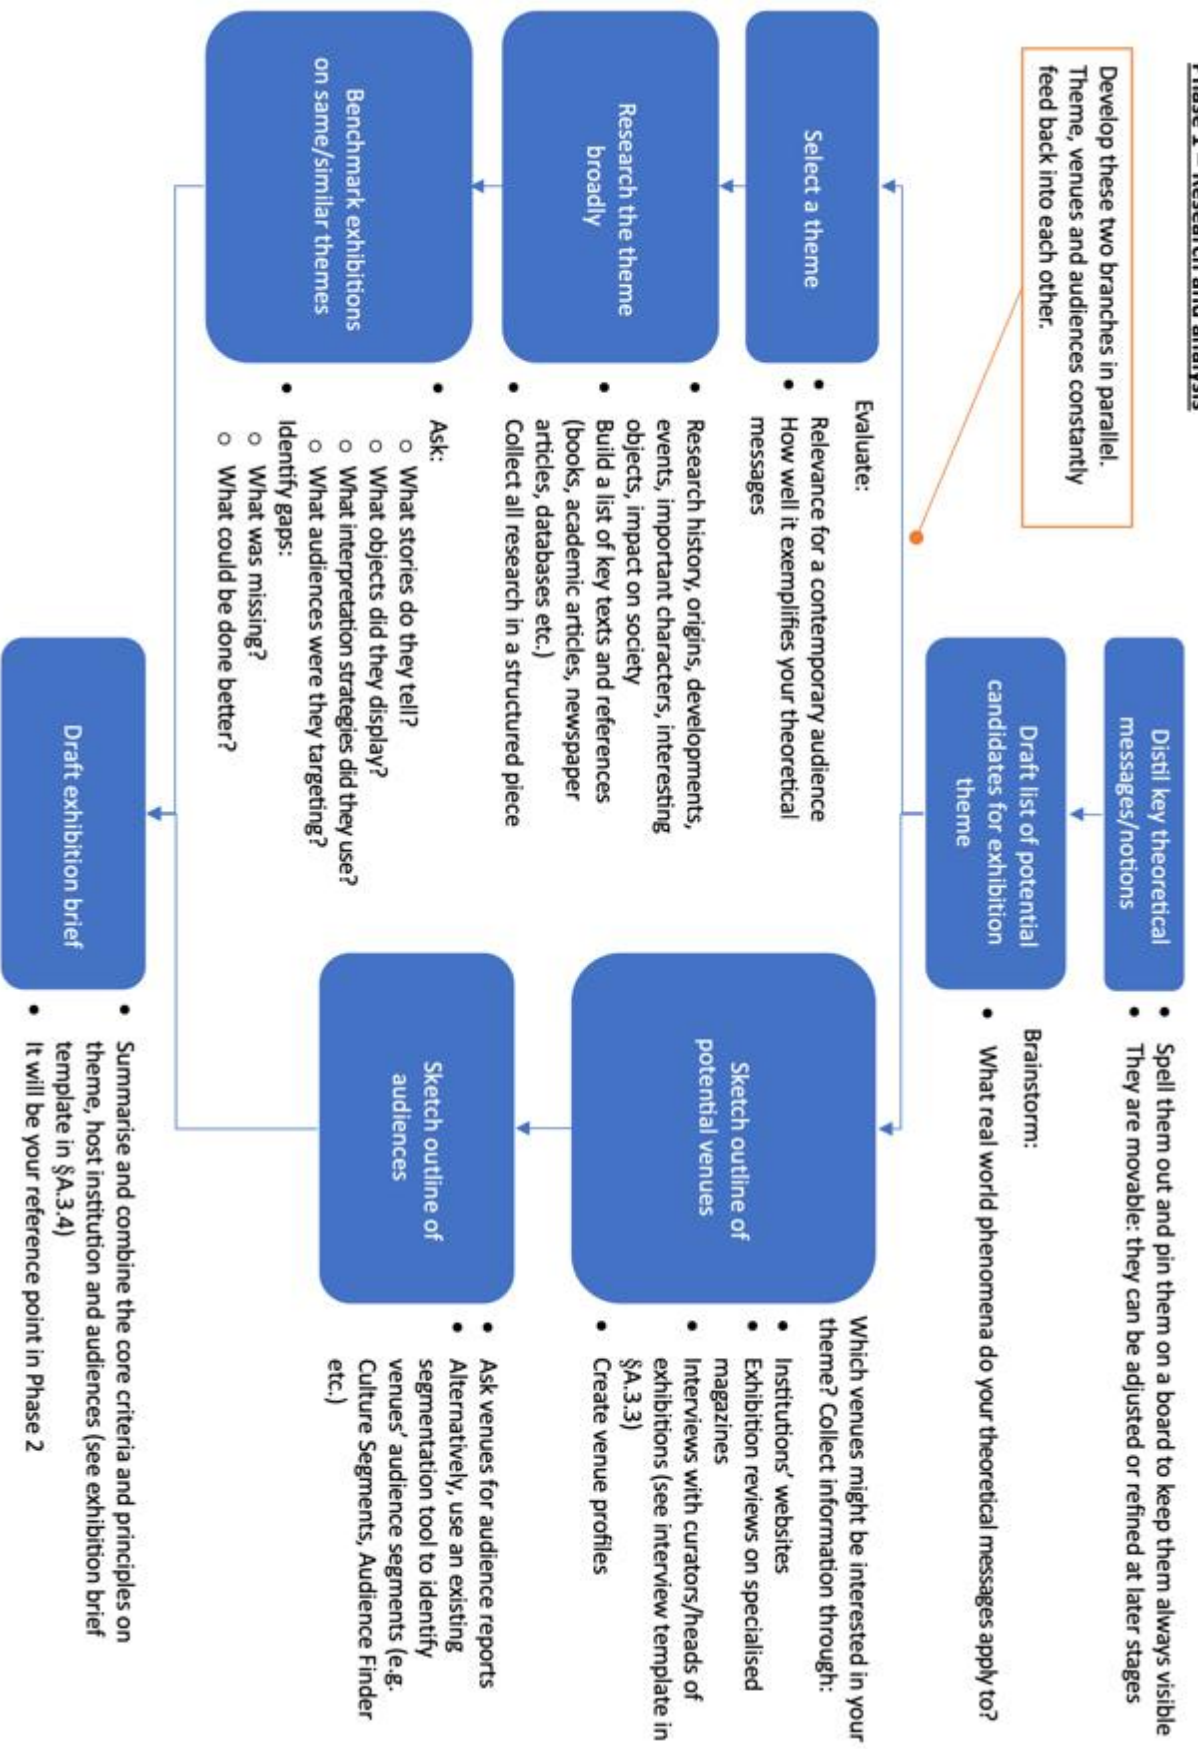 Phase 1 – Research and analysis
Develop these two branches in parallel.
Theme, venues and audiences constantly
feed back into each other.
Distil key theoretical
messages/notions
• Spell them out and pin them on a board to keep them always visible
• They are movable: they can be adjusted or refined at later stages
Draft list of potential
candidates for exhibition
theme
Brainstorm:
• What real world phenomena do your theoretical messages apply to?
Select a theme
Evaluate:
• Relevance for a contemporary audience
• How well it exemplifies your theoretical
messages
Research the theme
broadly
• Research history, origins, developments,
events, important characters, interesting
objects, impact on society
• Build a list of key texts and references
(books, academic articles, newspaper
articles, databases etc.)
• Collect all research in a structured piece
Benchmark exhibitions
on same/similar themes
• Ask:
o What stories do they tell?
o What objects did they display?
o What interpretation strategies did they use?
o What audiences were they targeting?
• Identify gaps:
o What was missing?
o What could be done better?
Sketch outline of
potential venues
Which venues might be interested in your
theme? Collect information through:
• Institutions’ websites
• Exhibition reviews on specialised
magazines
• Interviews with curators/heads of
exhibitions (see interview template in
§A.3.3)
• Create venue profiles
Sketch outline of
audiences
• Ask venues for audience reports
• Alternatively, use an existing
segmentation tool to identify
venues’ audience segments (e.g.
Culture Segments, Audience Finder
etc.)
Draft exhibition brief
• Summarise and combine the core criteria and principles on
theme, host institution and audiences (see exhibition brief
template in §A.3.4)
• It will be your reference point in Phase 2